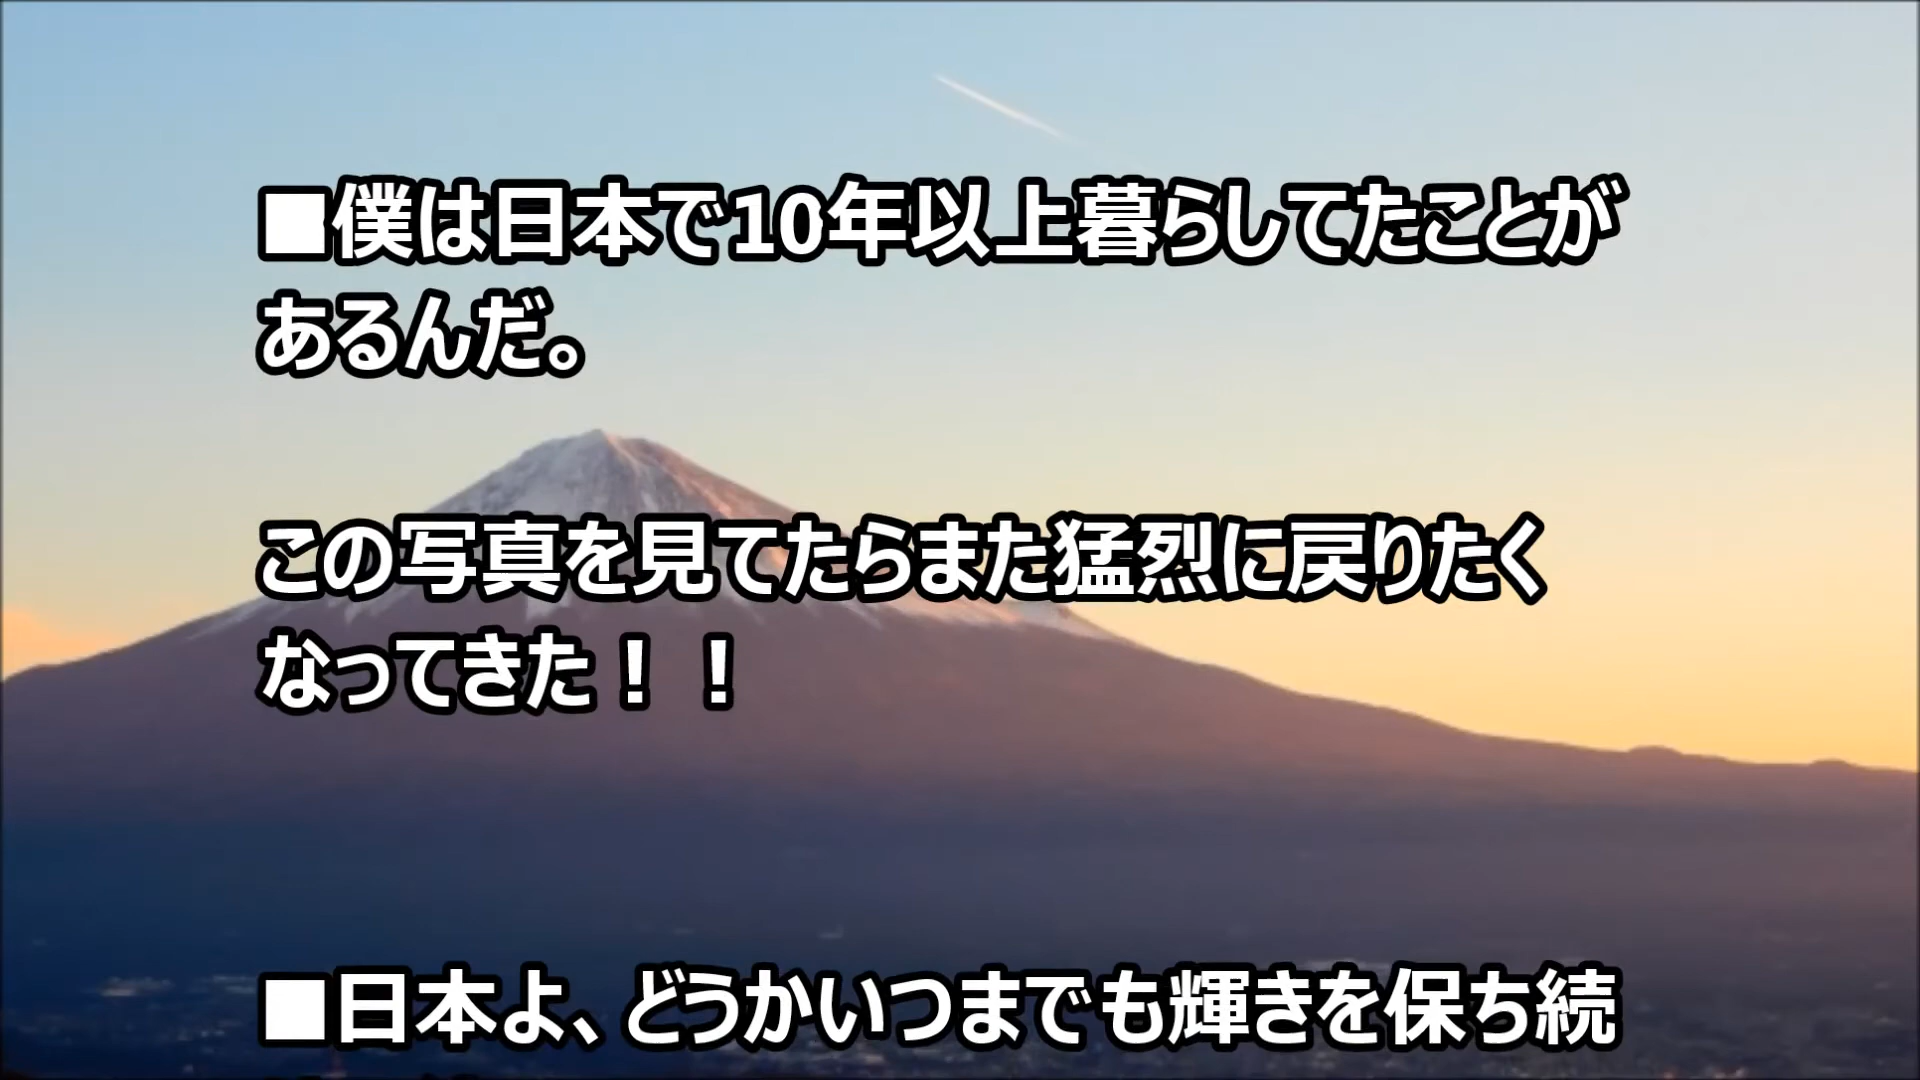 ■僕は日本で10年以上暮らしてたことが
あるんだ。
この写真を見てたらまた猛烈に戻りたく
なってきた！！
■日本よ、どうかいつまでも輝きを保ち続